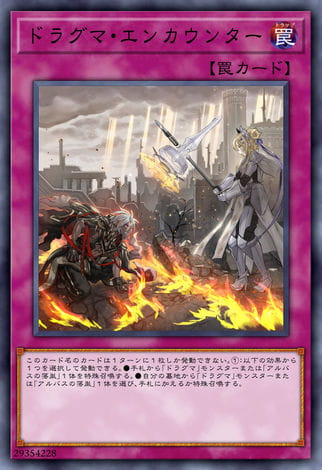 ドラグマ・エンカウンター
トラップ
罠
【罠カード】
このカード名のカードは１ターンに１枚しか発動できない。①：以下の効果から
１つを選択して発動できる。●手札から「ドラグマ」モンスターまたは「アルバ
スの落胤」１体を特殊召喚する。●自分の墓地から「ドラグマ」モンスターまた
は「アルバスの落胤」１体を選び、手札に加えるか特殊召喚する。
29354228